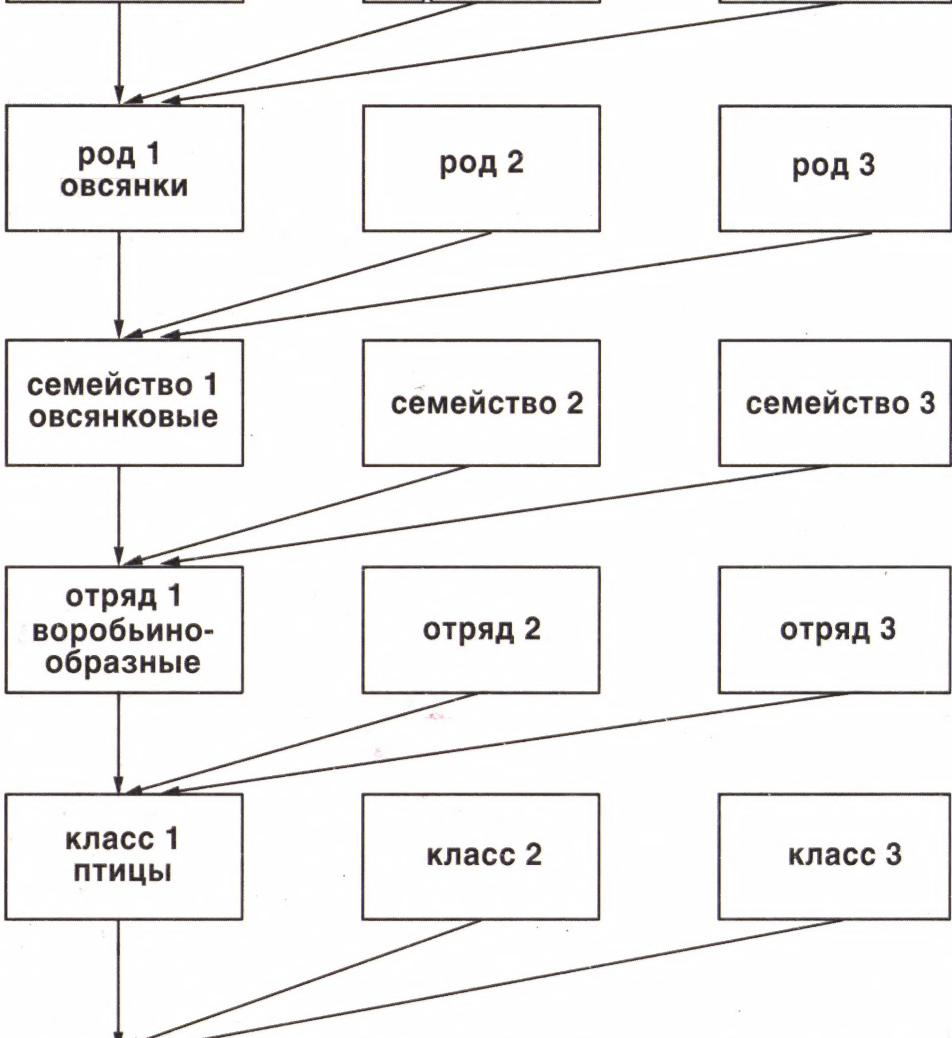 род 1
овсянки
род 2
род 3
семейство 1
овсянковые
семейство 2
семейство 3
отряд 1
воробьино-
образные
отряд 2
отряд 3
класс 1
птицы
класс 2
класс 3